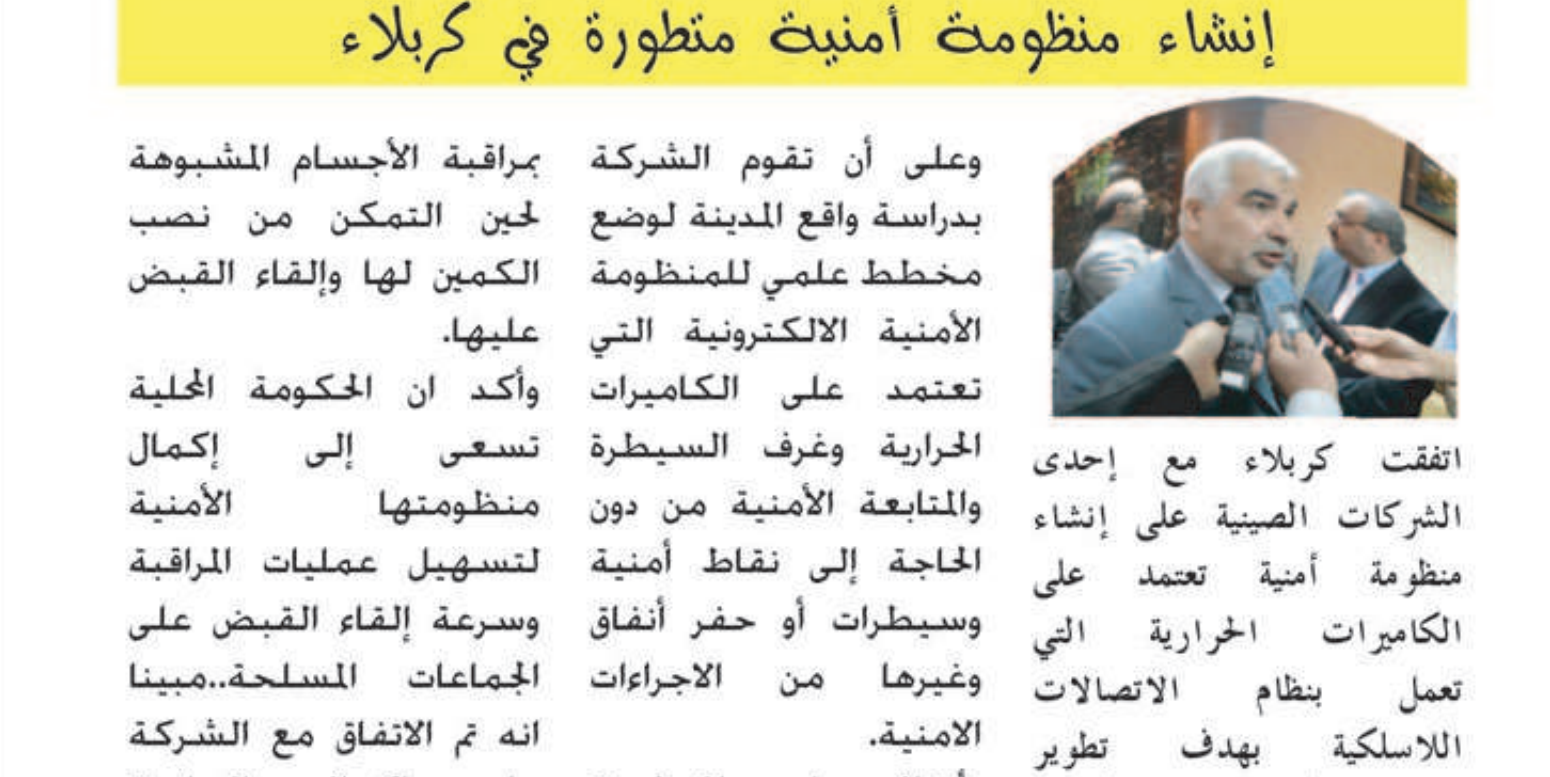 إنشاء منظومة أمنية متطورة في كربلاء
اتفقت كربلاء مع إحدى
الشركات الصينية على إنشاء
منظومة أمنية تعتمد على
الكاميرات الحرارية التي
تعمل بنظام الاتصالات
اللاسلكية بهدف تطوير
وعلى أن تقوم الشركة
بدراسة واقع المدينة لوضع
مخطط علمي للمنظومة
الأمنية الالكترونية التي
تعتمد على الكاميرات
الحرارية وغرف السيطرة
والمتابعة الأمنية من دون
الحاجة إلى نقاط أمنية
وسيطرات أو حفر أنفاق
وغيرها من الاجراءات
الامنية.
بمراقبة الأجسام المشبوهة
لحين التمكن من نصب
الكمين لها وإلقاء القبض
عليها.
وأكد ان الحكومة المحلية
تسعى إلى إكمال
منظومتها الأمنية
لتسهيل عمليات المراقبة
وسرعة إلقاء القبض على
الجماعات المسلحة..مبينا
انه تم الاتفاق مع الشركة